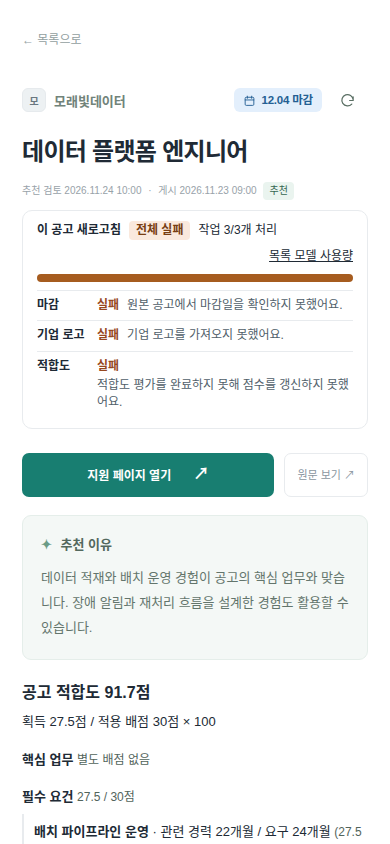 ← 목록으로
모 모래빛데이터 12.04 마감
데이터 플랫폼 엔지니어
추천 검토 2026.11.24 10:00 · 게시 2026.11.23 09:00 추천
이 공고 새로고침 전체 실패 작업 3/3개 처리
목록 모델 사용량
마감 실패 원본 공고에서 마감일을 확인하지 못했어요.
기업 로고 실패 기업 로고를 가져오지 못했어요.
적합도 실패
적합도 평가를 완료하지 못해 점수를 갱신하지 못했
어요.
지원 페이지 열기 ↗
원문 보기 ↗
✦ 추천 이유
데이터 적재와 배치 운영 경험이 공고의 핵심 업무와 맞습
니다. 장애 알림과 재처리 흐름을 설계한 경험도 활용할 수
있습니다.
공고 적합도 91.7점
획득 27.5점 / 적용 배점 30점 × 100
핵심 업무 별도 배점 없음
필수 요건 27.5 / 30점
배치 파이프라인 운영 · 관련 경력 22개월 / 요구 24개월 (27.5